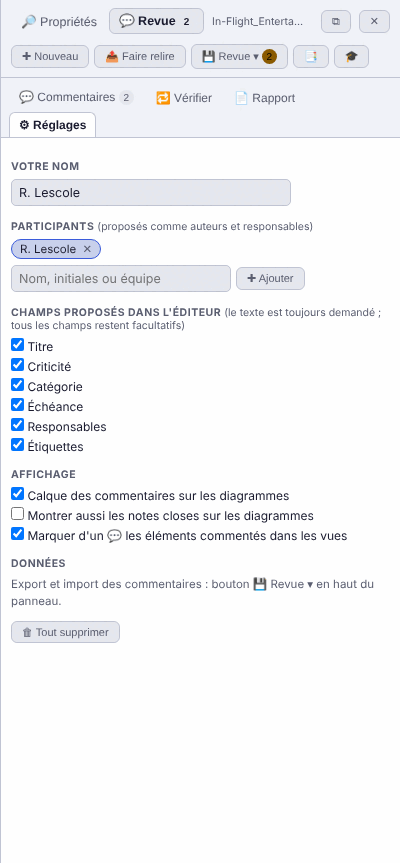 🔎 Propriétés 💬 Revue 2 In-Flight_Enterta... ⧉ ✕
✚ Nouveau 📤 Faire relire 💾 Revue ▾ 2 📑 🎓
💬 Commentaires 2 🔁 Vérifier 📄 Rapport
⚙ Réglages
VOTRE NOM
R. Lescole
PARTICIPANTS (proposés comme auteurs et responsables)
R. Lescole ✕
Nom, initiales ou équipe ✚ Ajouter
CHAMPS PROPOSÉS DANS L'ÉDITEUR (le texte est toujours demandé ;
tous les champs restent facultatifs)
Titre
Criticité
Catégorie
Échéance
Responsables
Étiquettes
AFFICHAGE
Calque des commentaires sur les diagrammes
Montrer aussi les notes closes sur les diagrammes
Marquer d'un 💬 les éléments commentés dans les vues
DONNÉES
Export et import des commentaires : bouton 💾 Revue ▾ en haut du
panneau.
🗑 Tout supprimer